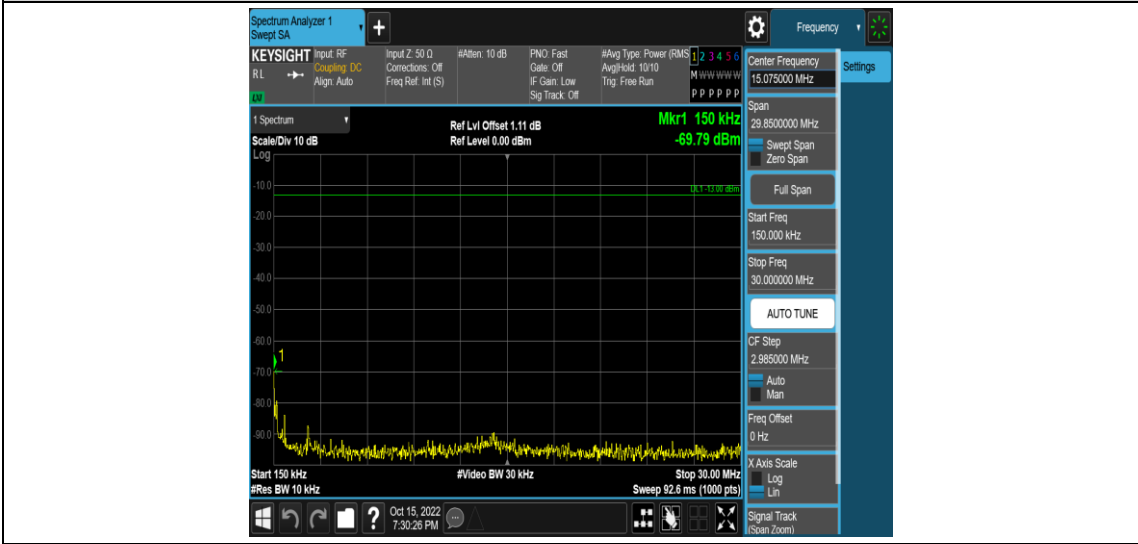 Spectrum Analyzer 1
Swept SA
+
Frequency
KEYSIGHT
RL
Input: RF
Coupling: DC
Align: Auto
Input Z: 50 Ω
Corrections: Off
Freq Ref: Int (S)
#Atten: 10 dB
PNO: Fast
Gate: Off
IF Gain: Low
Sig Track: Off
#Avg Type: Power (RMS
Avg|Hold: 10/10
Trig: Free Run
1 2 3 4 5 6
M W W W W W
P P P P P P
1 Spectrum
Scale/Div 10 dB
Log
Ref Lvl Offset 1.11 dB
Ref Level 0.00 dBm
Mkr1 150 kHz
-69.79 dBm
DL1 -13.00 dBm
-10.0
-20.0
-30.0
-40.0
-50.0
-60.0
1
-70.0
-80.0
-90.0
Start 150 kHz
#Res BW 10 kHz
#Video BW 30 kHz
Stop 30.00 MHz
Sweep 92.6 ms (1000 pts)
Center Frequency
15.075000 MHz
Settings
Span
29.8500000 MHz
Swept Span
Zero Span
Full Span
Start Freq
150.000 kHz
Stop Freq
30.000000 MHz
AUTO TUNE
CF Step
2.985000 MHz
Auto
Man
Freq Offset
0 Hz
X Axis Scale
Log
Lin
Signal Track
(Span Zoom)
?
Oct 15, 2022
7:30:26 PM